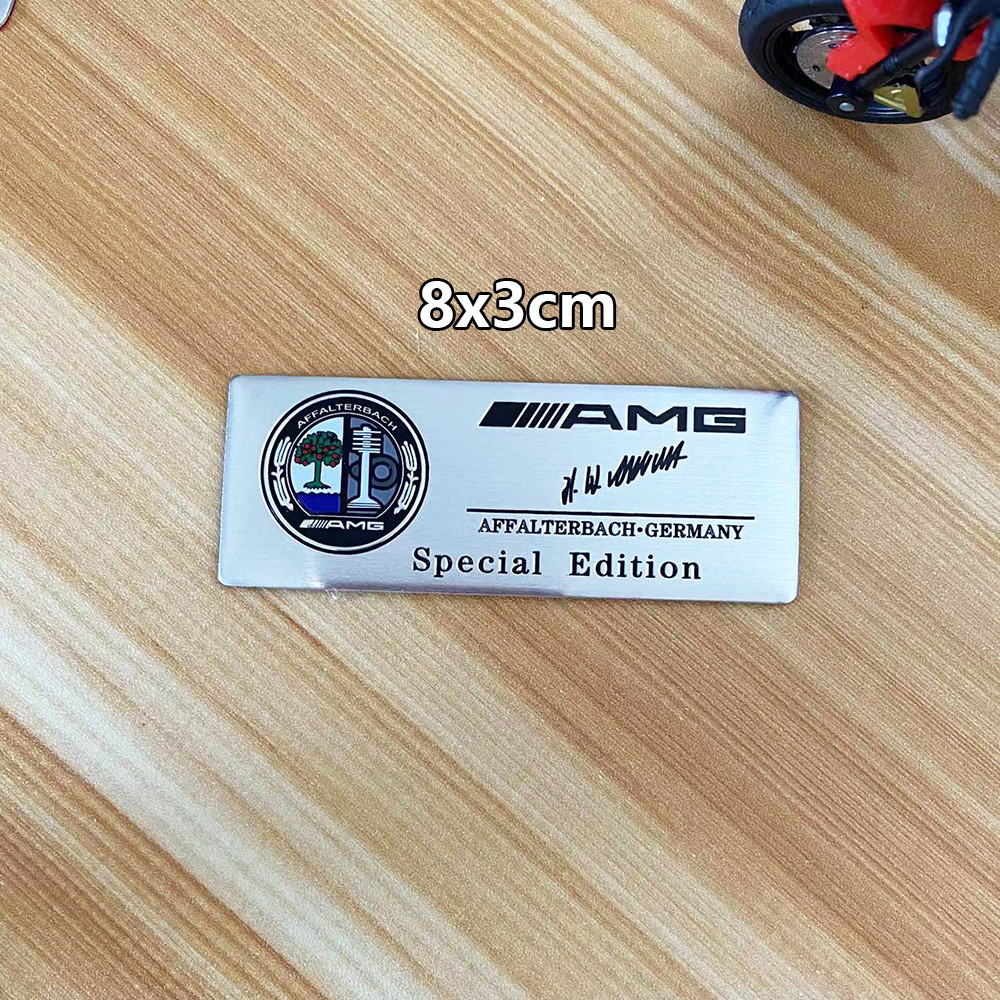 8x3cm
AFFALTERBACH
AMG
AMG
AFFALTERBACH•GERMANY
Special Edition